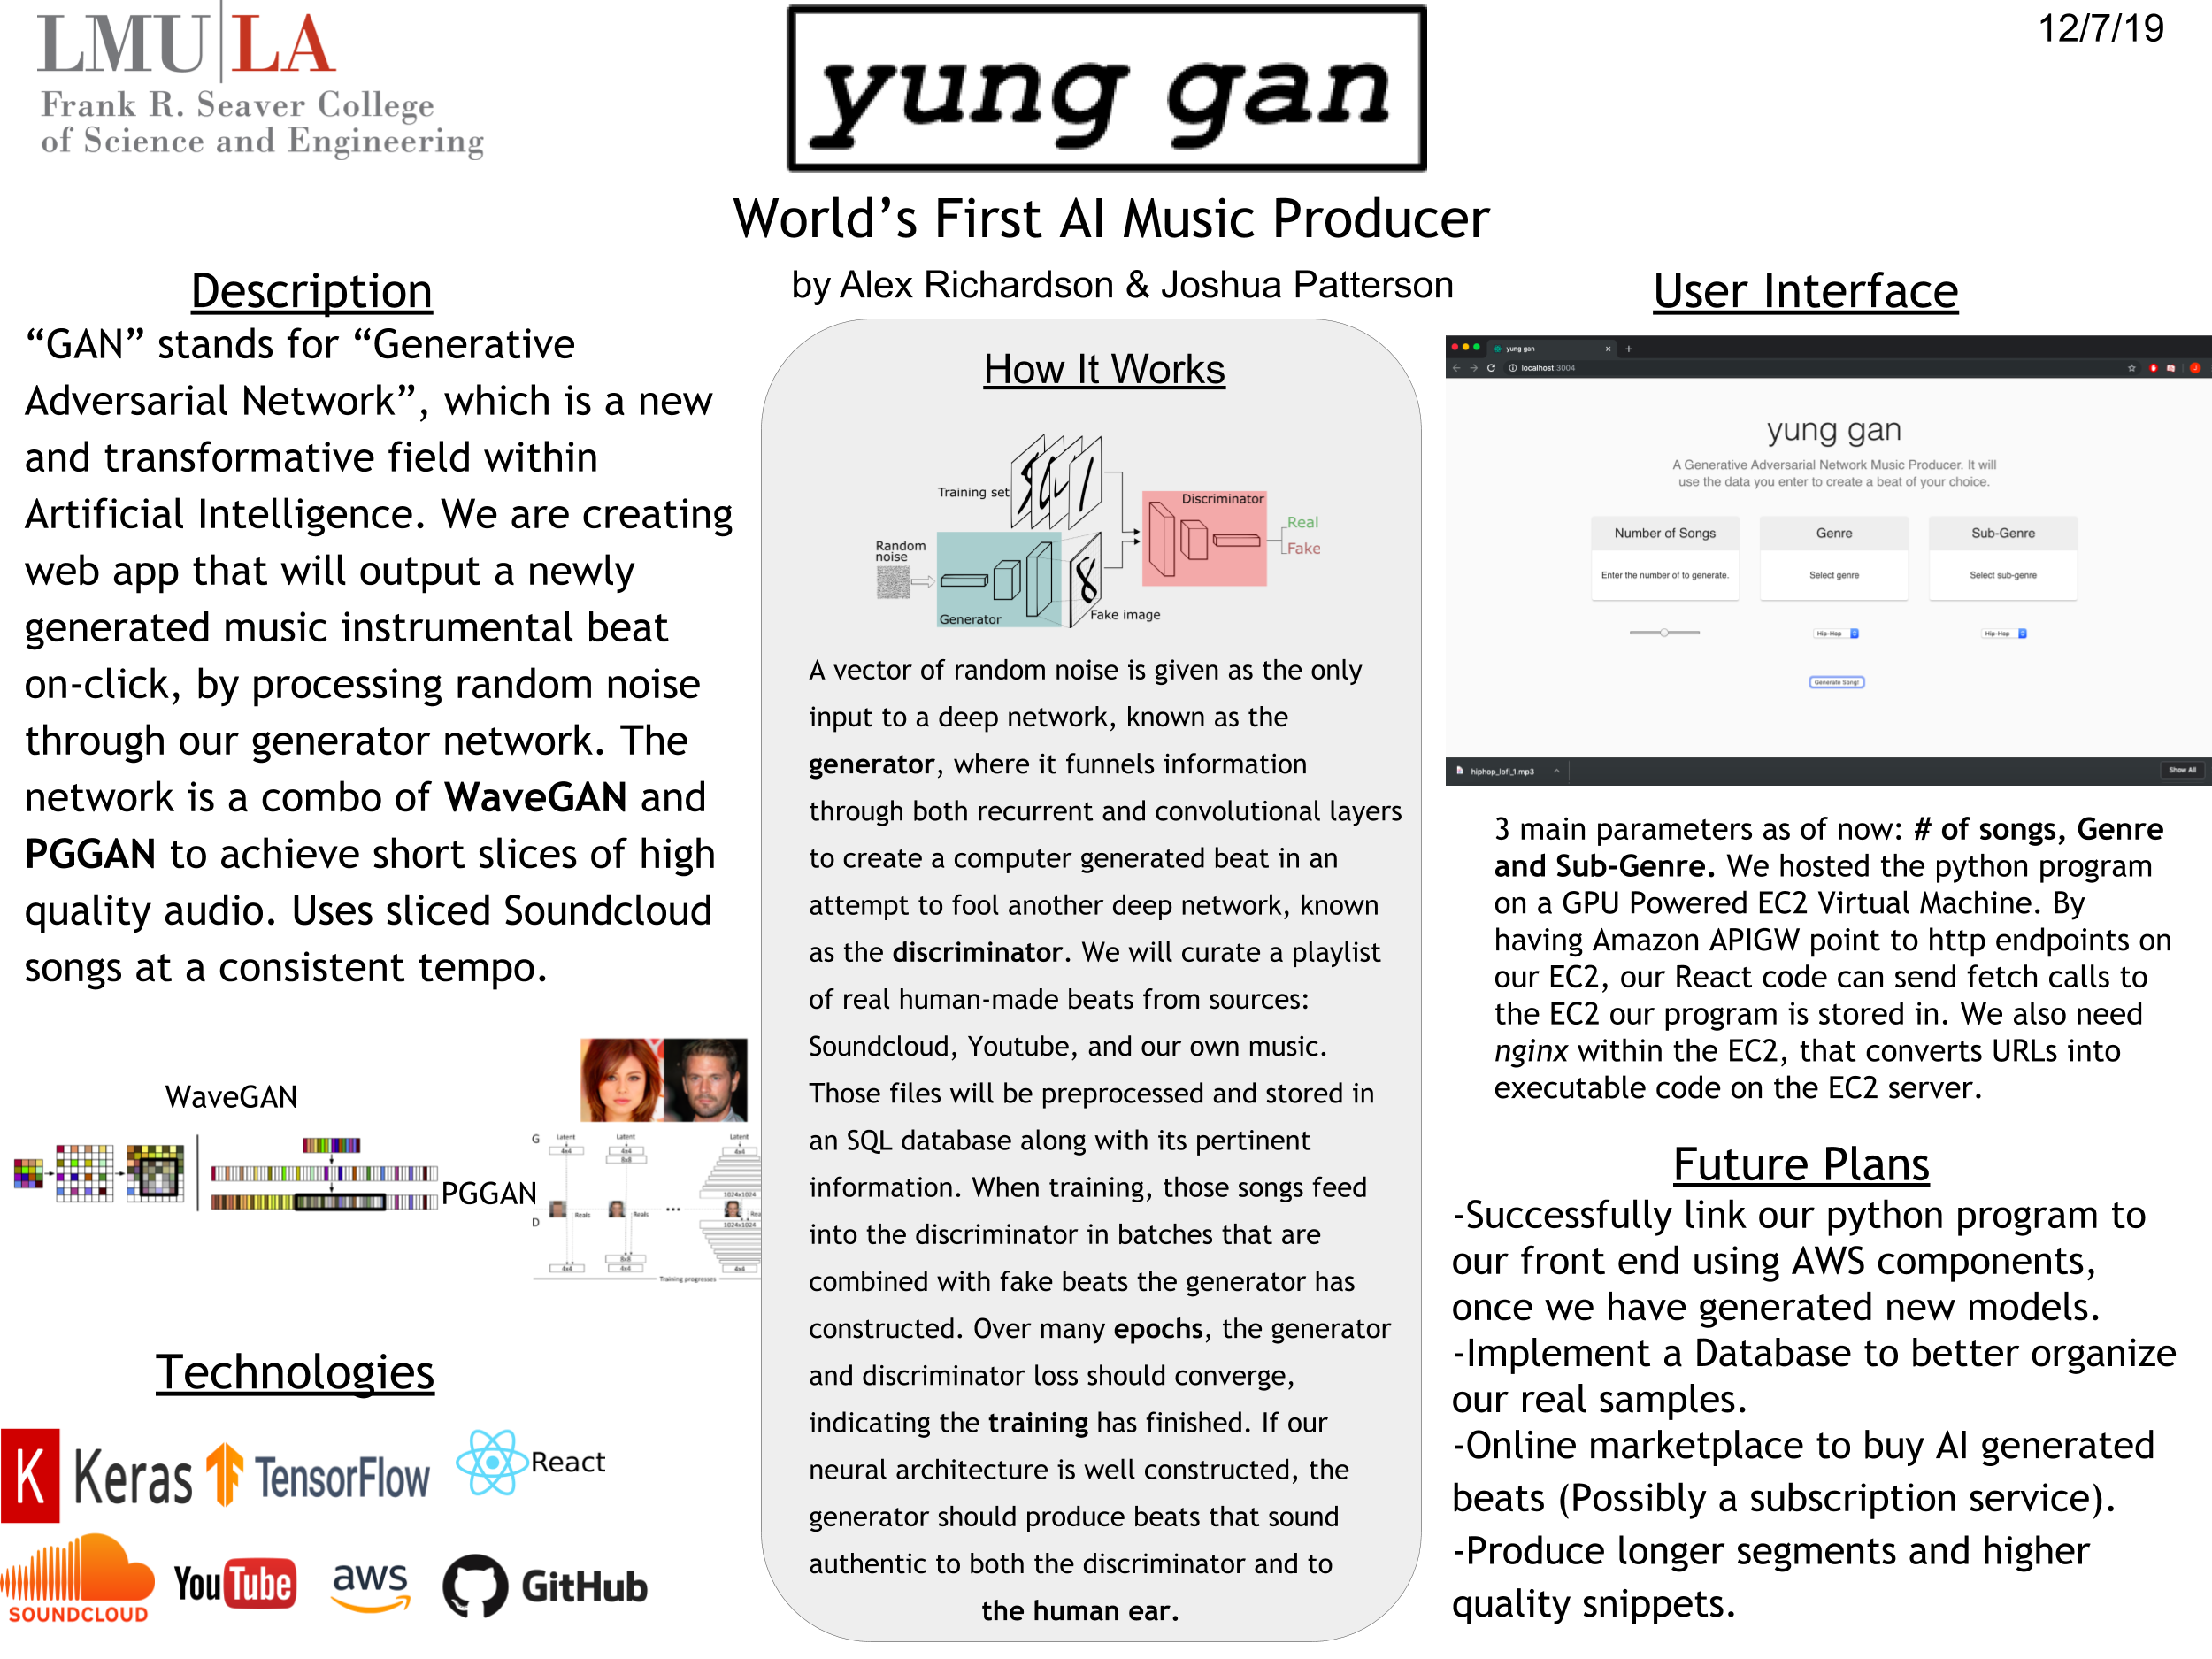 LMU|LA
Frank R. Seaver College
of Science and Engineering
yung gan
12/7/19
World’s First AI Music Producer
by Alex Richardson & Joshua Patterson
Description
“GAN” stands for “Generative
Adversarial Network”, which is a new
and transformative field within
Artificial Intelligence. We are creating
web app that will output a newly
generated music instrumental beat
on-click, by processing random noise
through our generator network. The
network is a combo of WaveGAN and
PGGAN to achieve short slices of high
quality audio. Uses sliced Soundcloud
songs at a consistent tempo.
WaveGAN
PGGAN
G
Latent
Latent
Latent
4x4
4x4
4x4
8x8
1024x1024
Reals
Reals
...
D
1024x1024
8x8
4x4
4x4
4x4
Training progresses
Technologies
K Keras
TensorFlow
React
SOUNDCLOUD
YouTube
aws
GitHub
How It Works
Training set
Discriminator
Real
Fake
Random
noise
Generator
Fake image
A vector of random noise is given as the only
input to a deep network, known as the
generator, where it funnels information
through both recurrent and convolutional layers
to create a computer generated beat in an
attempt to fool another deep network, known
as the discriminator. We will curate a playlist
of real human-made beats from sources:
Soundcloud, Youtube, and our own music.
Those files will be preprocessed and stored in
an SQL database along with its pertinent
information. When training, those songs feed
into the discriminator in batches that are
combined with fake beats the generator has
constructed. Over many epochs, the generator
and discriminator loss should converge,
indicating the training has finished. If our
neural architecture is well constructed, the
generator should produce beats that sound
authentic to both the discriminator and to
the human ear.
User Interface
yung gan
localhost:3004
yung gan
A Generative Adversarial Network Music Producer. It will
use the data you enter to create a beat of your choice.
Number of Songs
Genre
Sub-Genre
Enter the number of to generate.
Select genre
Select sub-genre
Hip-Hop
Hip-Hop
Generate Song!
hiphop_lofi_1.mp3
Show All
3 main parameters as of now: # of songs, Genre
and Sub-Genre. We hosted the python program
on a GPU Powered EC2 Virtual Machine. By
having Amazon APIGW point to http endpoints on
our EC2, our React code can send fetch calls to
the EC2 our program is stored in. We also need
nginx within the EC2, that converts URLs into
executable code on the EC2 server.
Future Plans
-Successfully link our python program to
our front end using AWS components,
once we have generated new models.
-Implement a Database to better organize
our real samples.
-Online marketplace to buy AI generated
beats (Possibly a subscription service).
-Produce longer segments and higher
quality snippets.